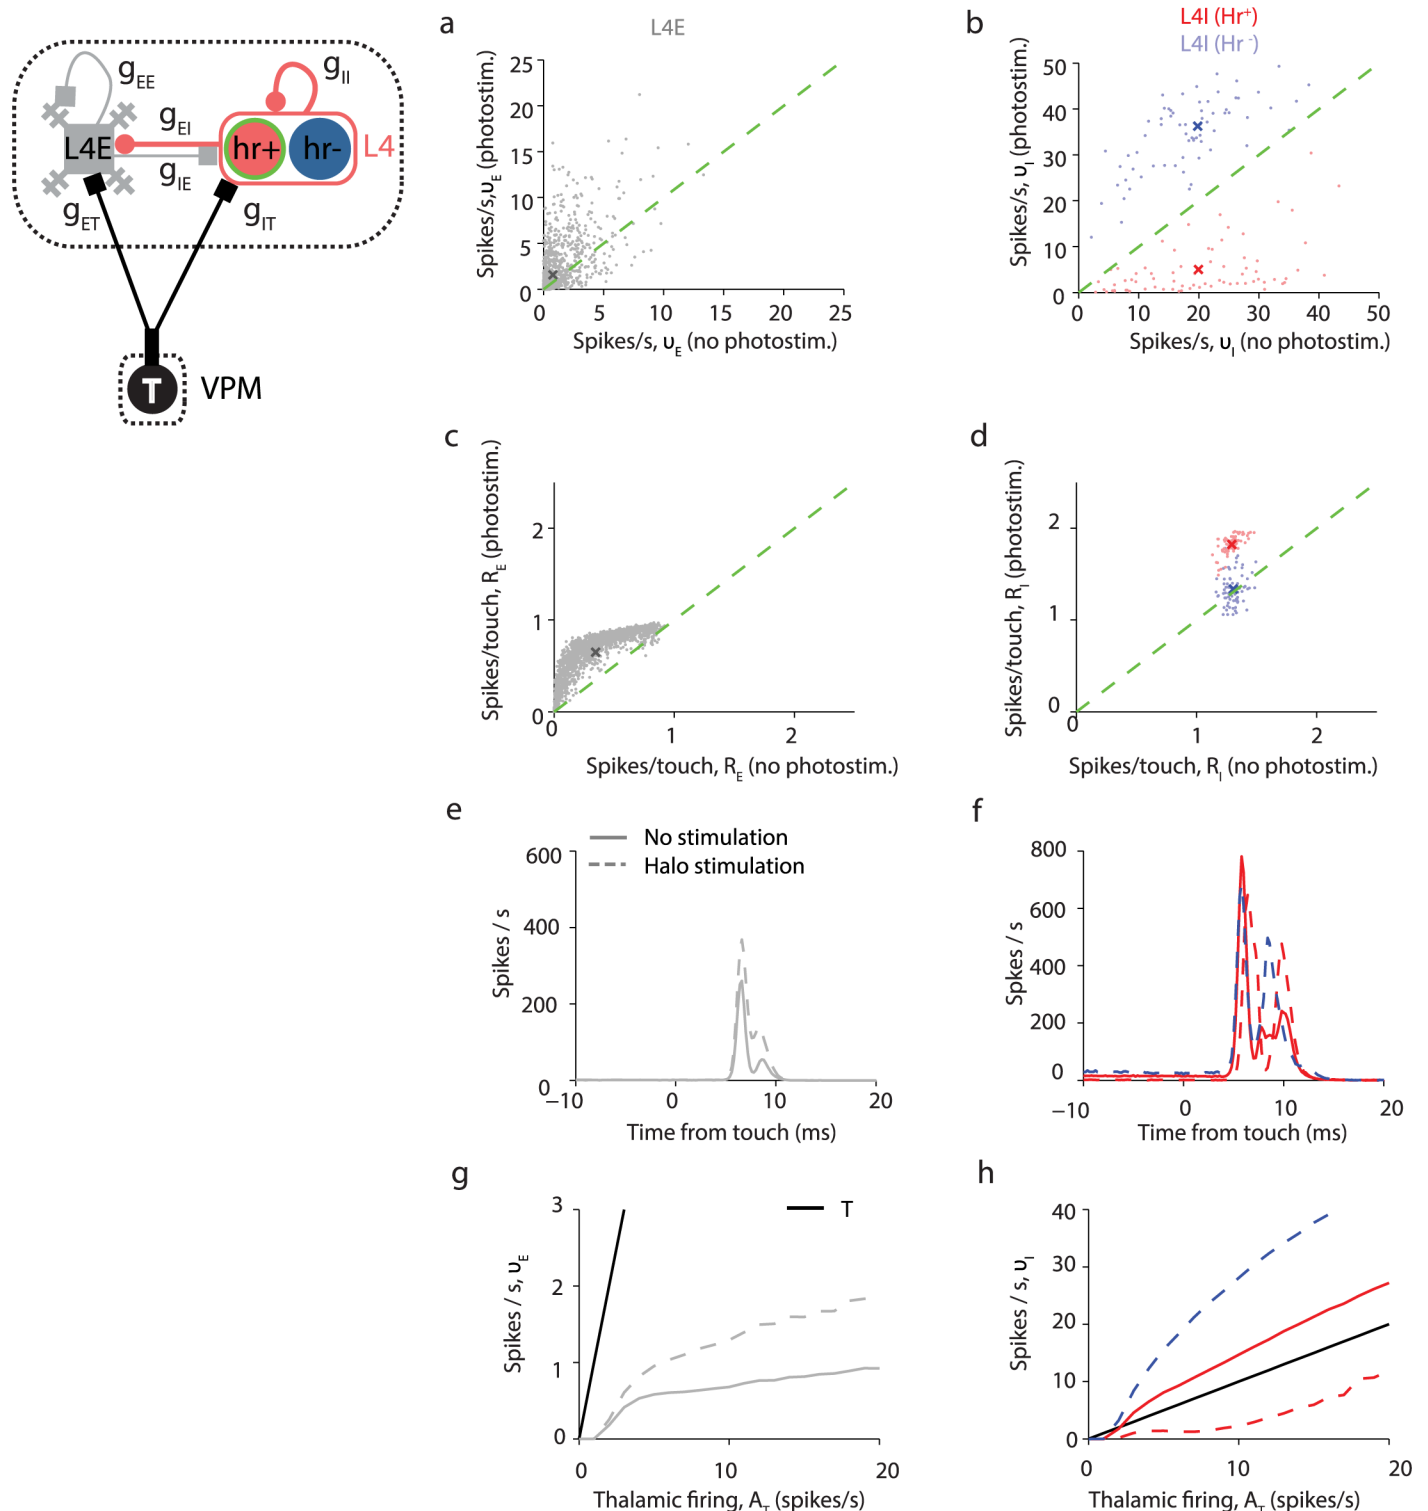 a
L4E
b
L4I (Hr+)
L4I (Hr -)
gEE
gII
gEI
L4E
hr+
hr-
L4
gIE
gET
gIT
T
VPM
Spikes/s,υE (photostim.)
25
20
15
10
5
0
0 5 10 15 20 25
Spikes/s, υE (no photostim.)
Spikes/s, υI (photostim.)
50
40
30
20
10
0
0 10 20 30 40 50
Spikes/s, υI (no photostim.)
c
Spikes/touch, RE (photostim.)
2
1
0
0 1 2
Spikes/touch, RE (no photostim.)
d
Spikes/touch, RI (photostim.)
2
1
0
0 1 2
Spikes/touch, RI (no photostim.)
e
No stimulation
Halo stimulation
Spikes / s
600
400
200
0
−10 0 10 20
Time from touch (ms)
f
Spkes / s
800
600
400
200
0
−10 0 10 20
Time from touch (ms)
g
T
Spikes / s, υE
3
2
1
0
0 10 20
Thalamic firing, AT (spikes/s)
h
Spikes / s, υI
40
30
20
10
0
0 10 20
Thalamic firing, AT (spikes/s)